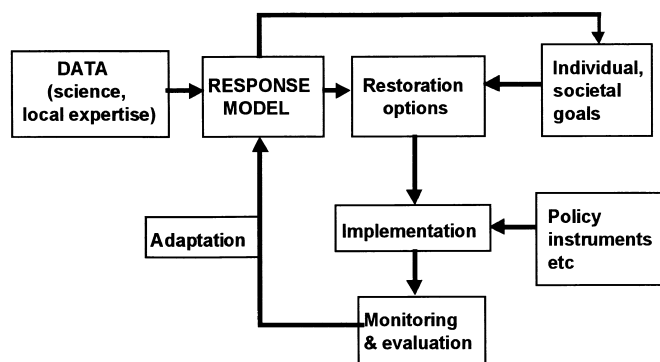 DATA
(science,
local expertise)
RESPONSE
MODEL
Restoration
options
Individual,
societal
goals
Adaptation
Implementation
Policy
instruments
etc
Monitoring
& evaluation